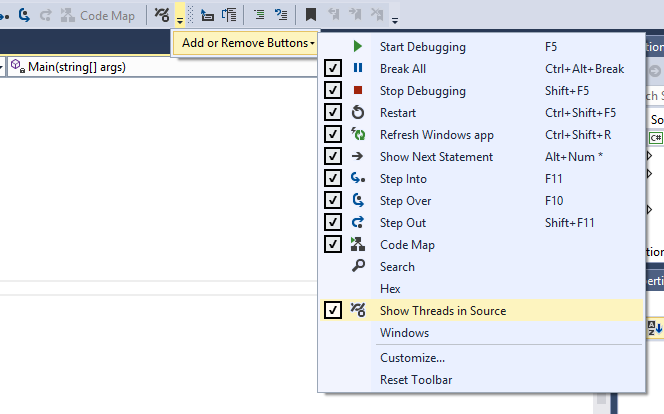 Code Map
Add or Remove Buttons
Main(string[] args)
Start Debugging F5
Break All Ctrl+Alt+Break
Stop Debugging Shift+F5
Restart Ctrl+Shift+F5
Refresh Windows app Ctrl+Shift+R
Show Next Statement Alt+Num *
Step Into F11
Step Over F10
Step Out Shift+F11
Code Map
Search
Hex
Show Threads in Source
Windows
Customize...
Reset Toolbar
C#